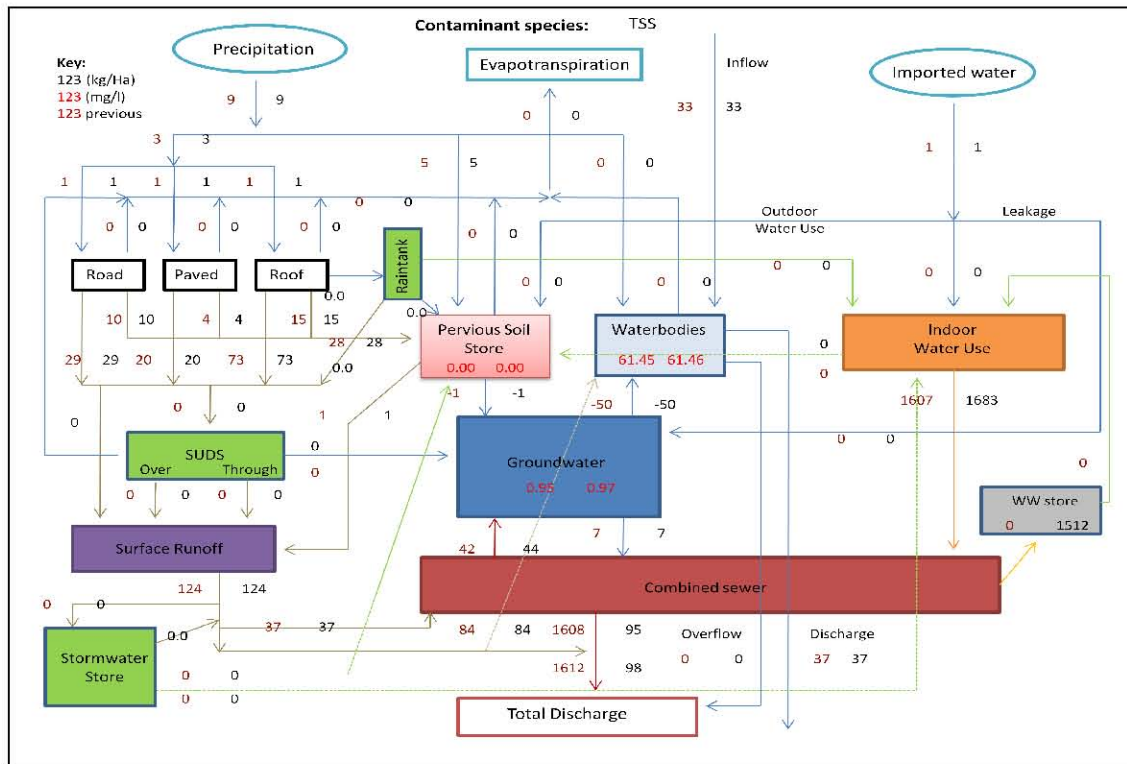 Contaminant species: TSS
Precipitation
Key:
123 (kg/Ha)
123 (mg/l)
123 previous
Evapotranspiration
Inflow
Imported water
9 9
0 0
33 33
3 3
5 5
0 0
1 1
1 1 1 1 1 1
0 0
Outdoor
Water Use
Leakage
0 0 0 0 0 0
0 0
Raintank
0 0
0 0
0 0
Road
Paved
Roof
0.0
0.0
10 10 4 4 15 15
28 28
Pervious Soil
Store
0.00 0.00
Waterbodies
61.45 61.46
Indoor
Water Use
0
0
29 29 20 20 73 73
0.0
-1 -1
-50 -50
1607 1683
0
0 0
1 1
SUDS
Over Through
0
0
Groundwater
0.95 0.97
0 0
0
0 0 0 0
WW store
0 1512
Surface Runoff
42 44
7 7
Combined sewer
124 124
0 0
0.0
37 37
84 84 1608 95
Overflow
0 0
Discharge
37 37
Stormwater
Store
0 0
0 0
1612 98
Total Discharge